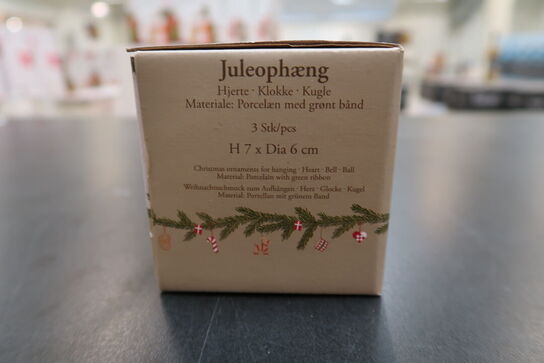 Juleophæng
Hjerte · Klokke · Kugle
Materiale: Porcelæn med grønt bånd
3 Stk/pcs
H 7 x Dia 6 cm
Christmas ornaments for hanging · Heart · Bell · Ball
Material: Porcelain with green ribbon
Weihnachtsschmuck zum Aufhängen · Herz · Glocke · Kugel
Material: Porzellan mit grünem Band